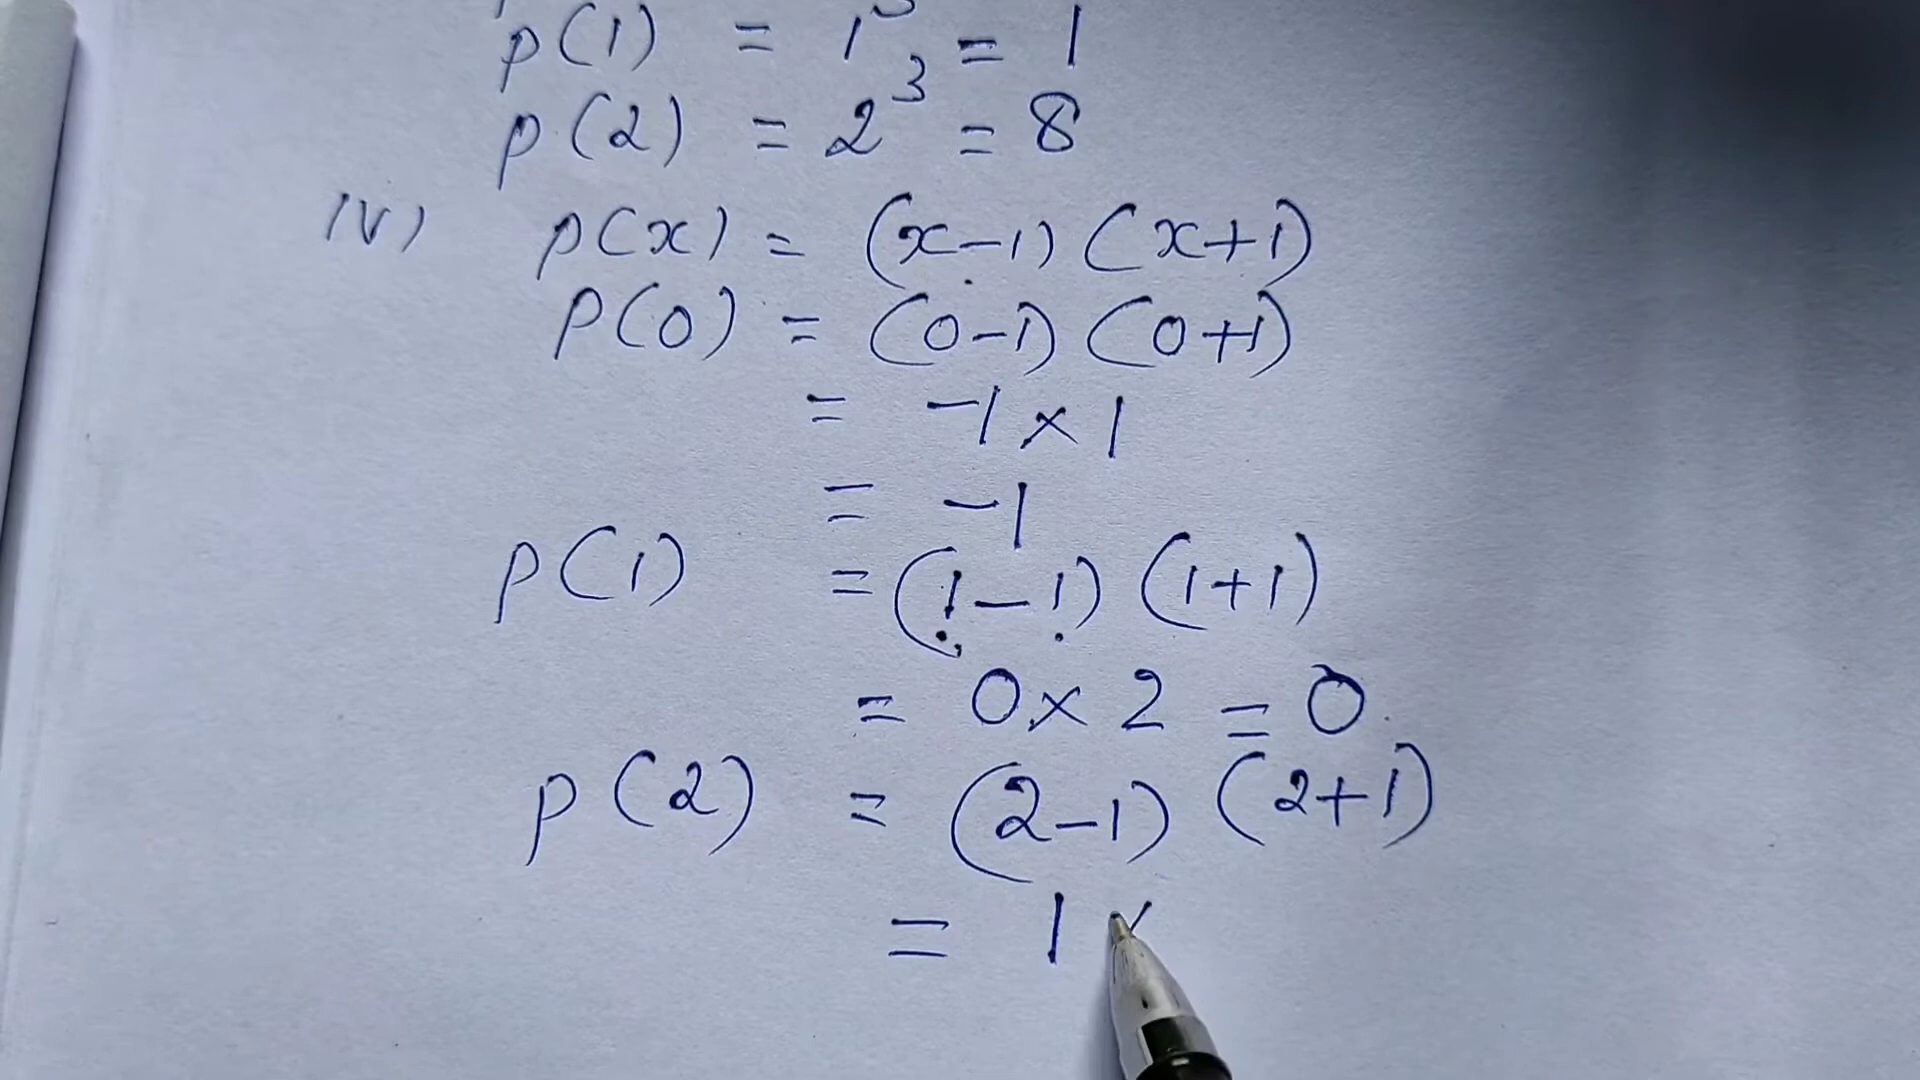 p(1) = 1³ = 1
p(2) = 2³ = 8
iv) p(x) = (x-1) (x+1)
P(0) = (0-1) (0+1)
= -1 × 1
= -1
p(1) = (1-1) (1+1)
= 0 × 2 = 0
p(2) = (2-1) (2+1)
= 1 ×